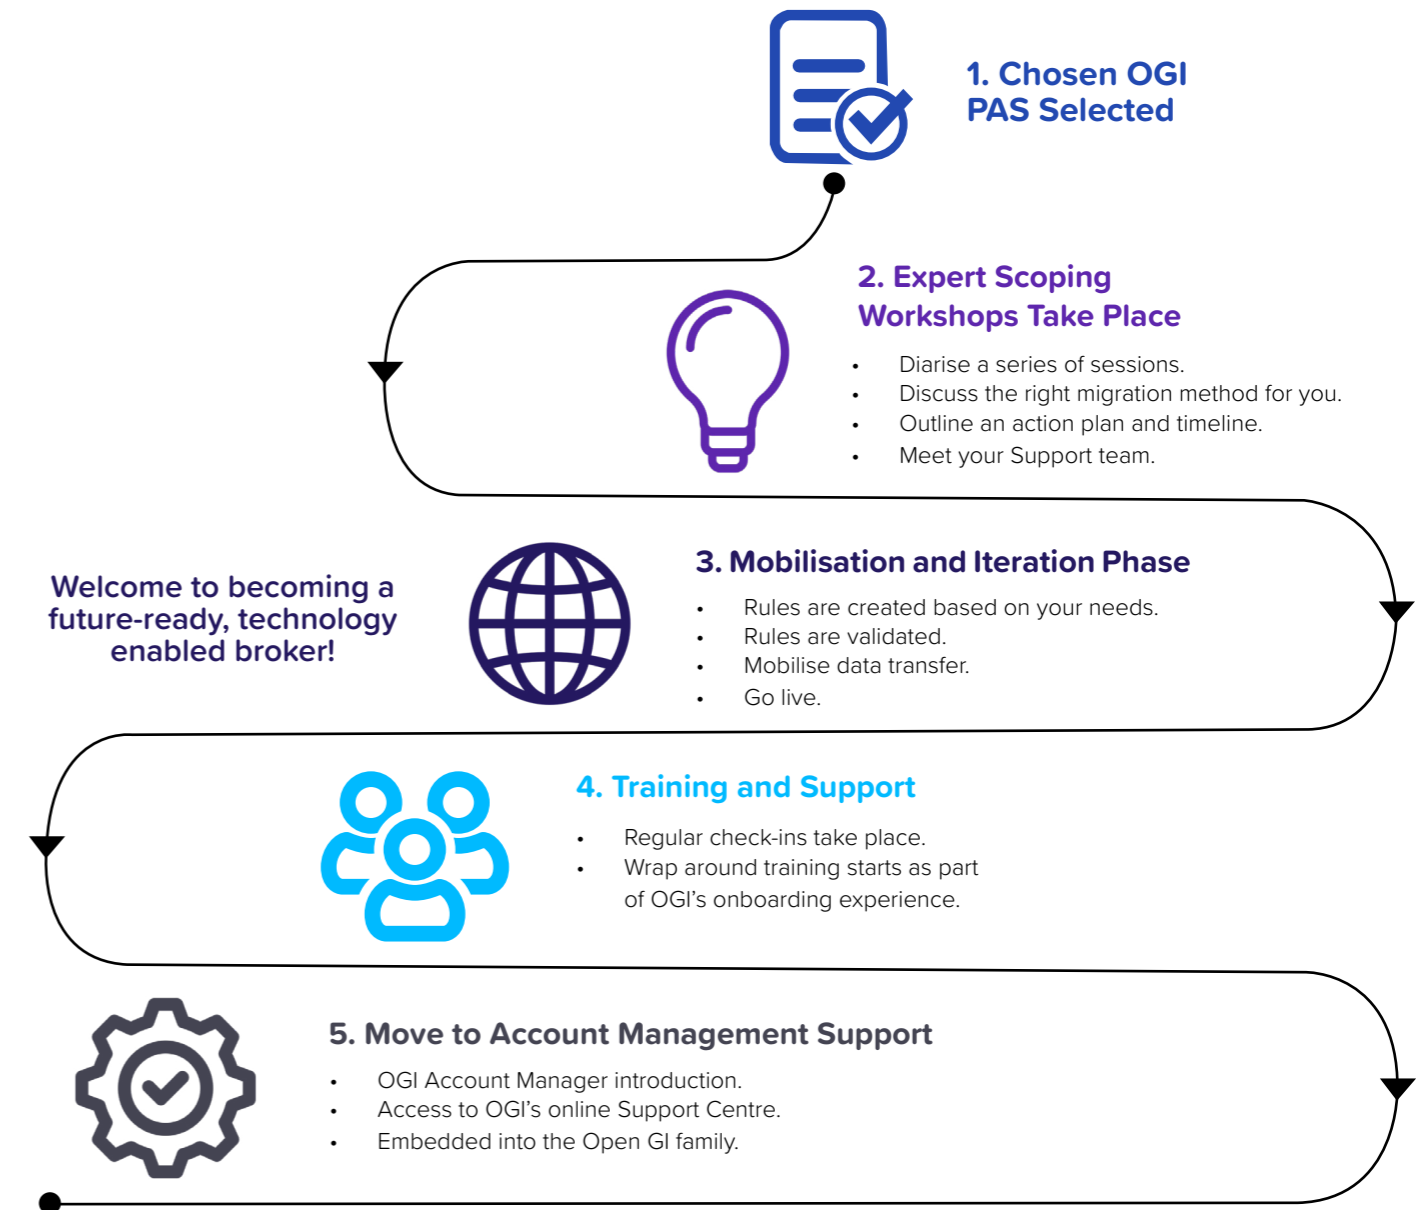 1. Chosen OGI
PAS Selected
2. Expert Scoping
Workshops Take Place
• Diarise a series of sessions.
• Discuss the right migration method for you.
• Outline an action plan and timeline.
• Meet your Support team.
Welcome to becoming a
future-ready, technology
enabled broker!
3. Mobilisation and Iteration Phase
• Rules are created based on your needs.
• Rules are validated.
• Mobilise data transfer.
• Go live.
4. Training and Support
• Regular check-ins take place.
• Wrap around training starts as part
of OGI’s onboarding experience.
5. Move to Account Management Support
• OGI Account Manager introduction.
• Access to OGI’s online Support Centre.
• Embedded into the Open GI family.